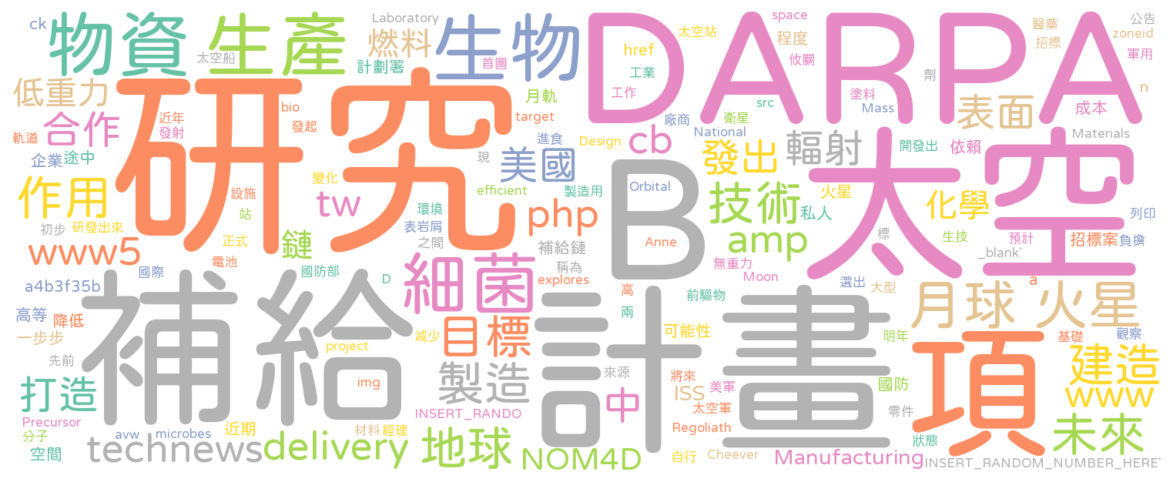 ck
物資
生產
太空船
Laboratory
燃料
計劃署
首圈
生物
DARPA
space
太空站
程度
href
攸關
工業
工作
醫藥
招標
公告
zoneid
軍用
低重力
合作
軌道
近年
發射
bio
發起
月軌
target
src
塗料
劑
Mass
成本
n
表面
Materials
企業
途中
研究
美國
進食
現
Design
廠商
National
衛星
cb
發出
輻射
開發出
依賴
太空
作用
設施
站
變化
efficient
製造用
Orbital
B
技術
私人
火星
化學
列印
tw
環境
表岩屑
之間
php
補給鏈
稱為
explores
Anne
amp
無重力
Moon
標
生技
預計
_blank'
招標案
負擔
www5
初步
研發出來
正式
電池
鏈
國際
國防部
D
細菌
前驅物
選出
大型
a
月球
火星
a4b3f35b
高等
降低
一步步
先前
補給
project
減少
目標
高
兩
可能性
計畫
明年
基礎
觀察
項
建造
打造
img
製造
來源
將來
美軍
ISS
國防
www
Precursor
分子
空間
INSERT_RANDO
中
太空軍
Regoliath
零件
狀態
未來
avw
microbes
近期
材料
經理
technews
delivery
地球
NOM4D
自行
Cheever
Manufacturing
INSERT_RANDOM_NUMBER_HERE'